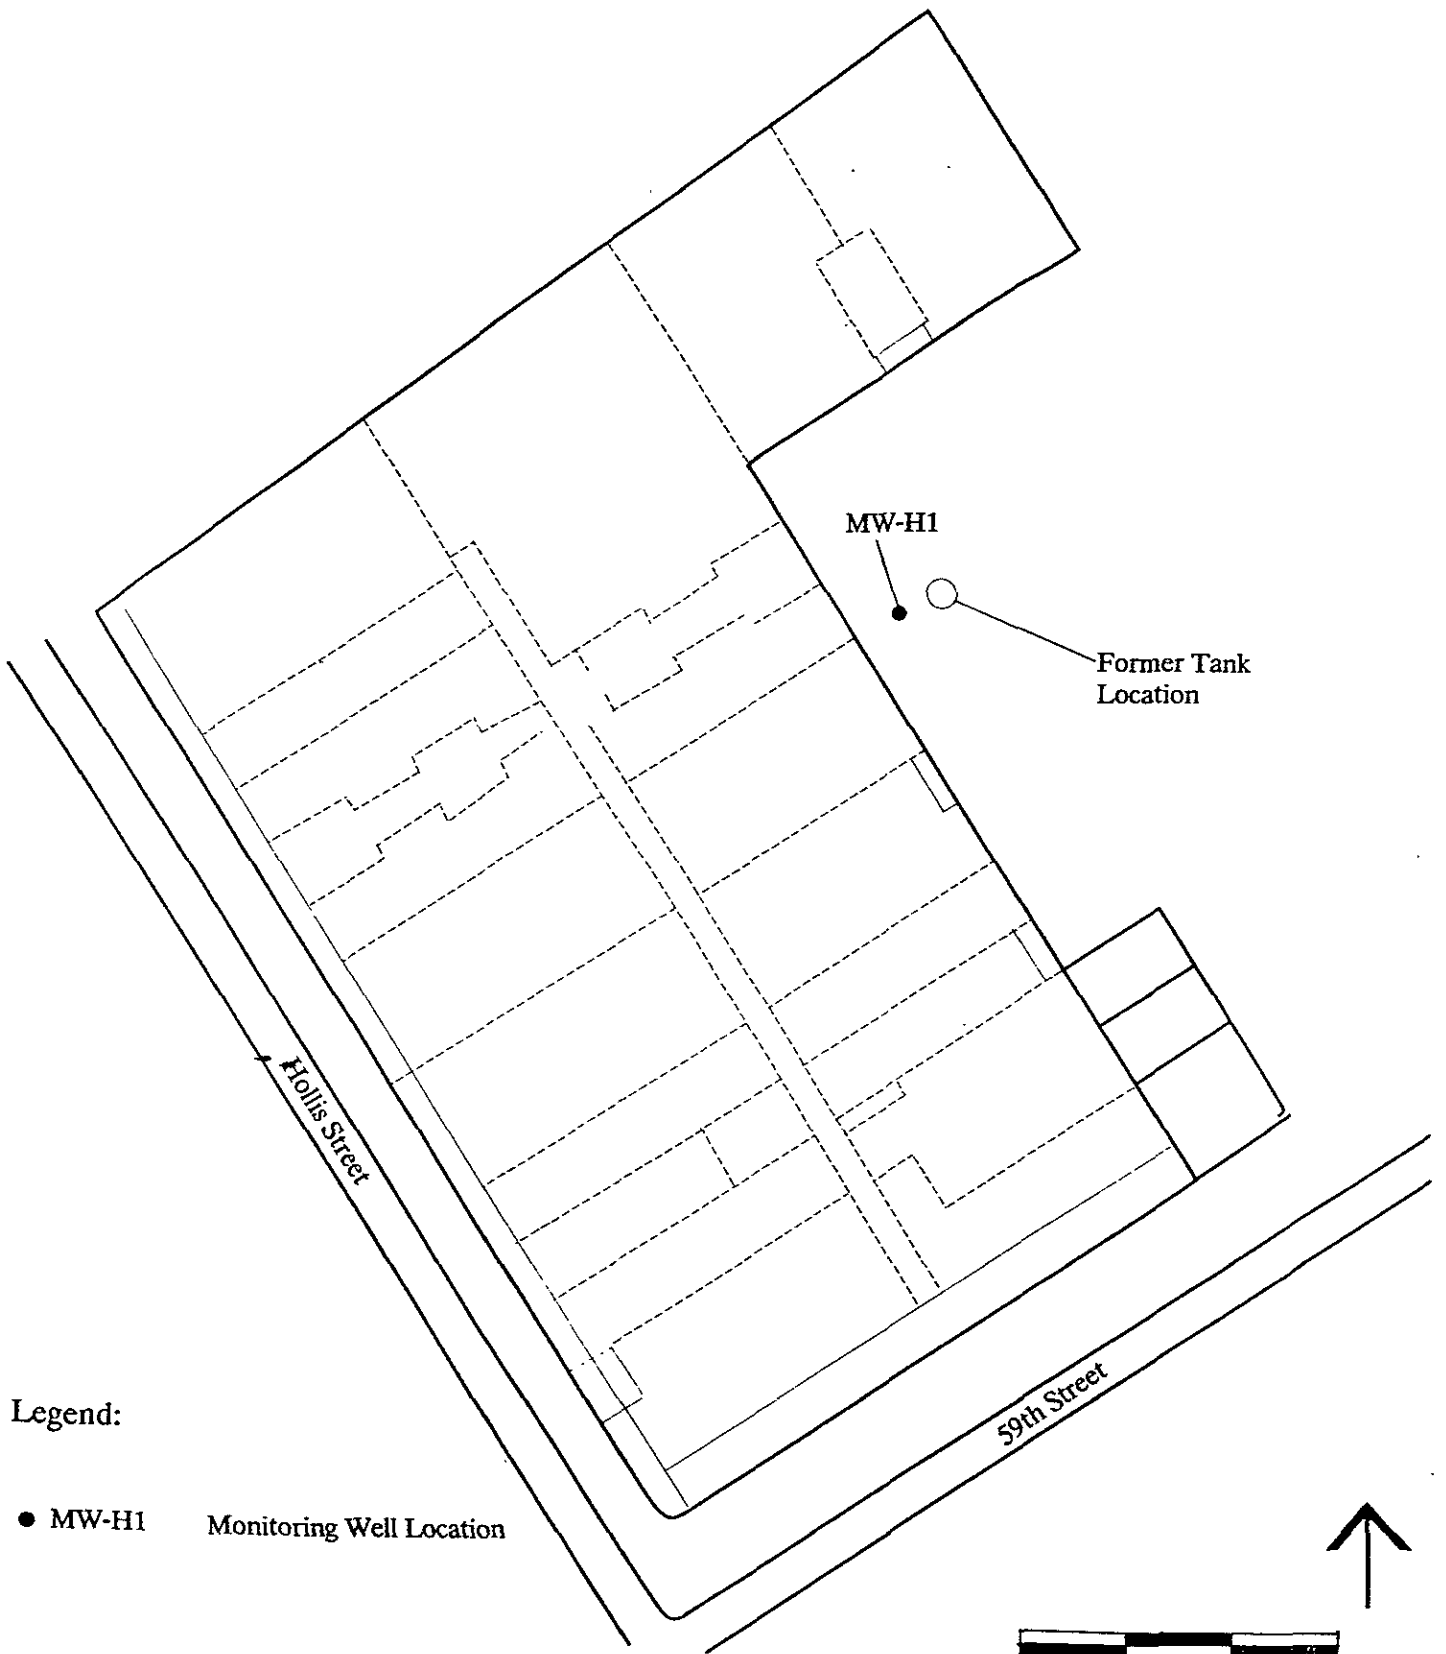 MW-H1
Former Tank
Location
Hollis Street
59th Street
Legend:
● MW-H1 Monitoring Well Location